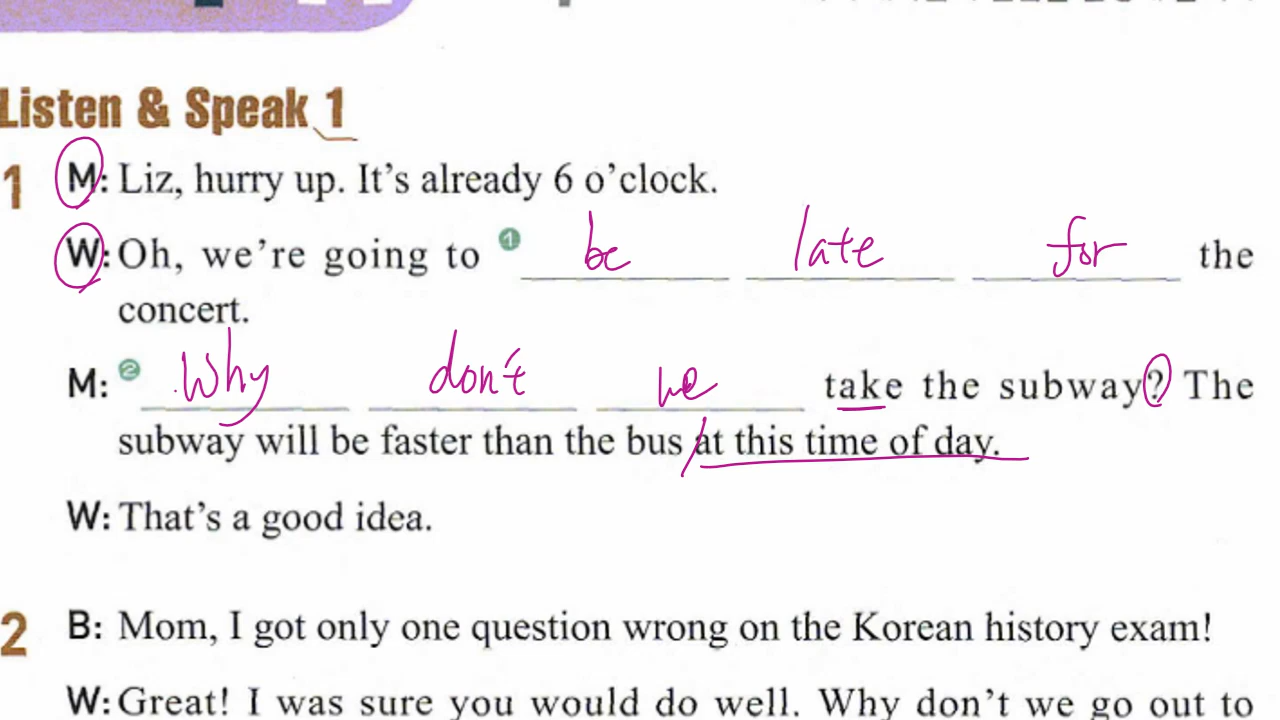 Listen & Speak 1
1 M: Liz, hurry up. It's already 6 o'clock.
W: Oh, we're going to ① be late for the
concert.
M: ② Why don't we take the subway? The
subway will be faster than the bus at this time of day.
W: That's a good idea.
2 B: Mom, I got only one question wrong on the Korean history exam!
W: Great! I was sure you would do well. Why don't we go out to